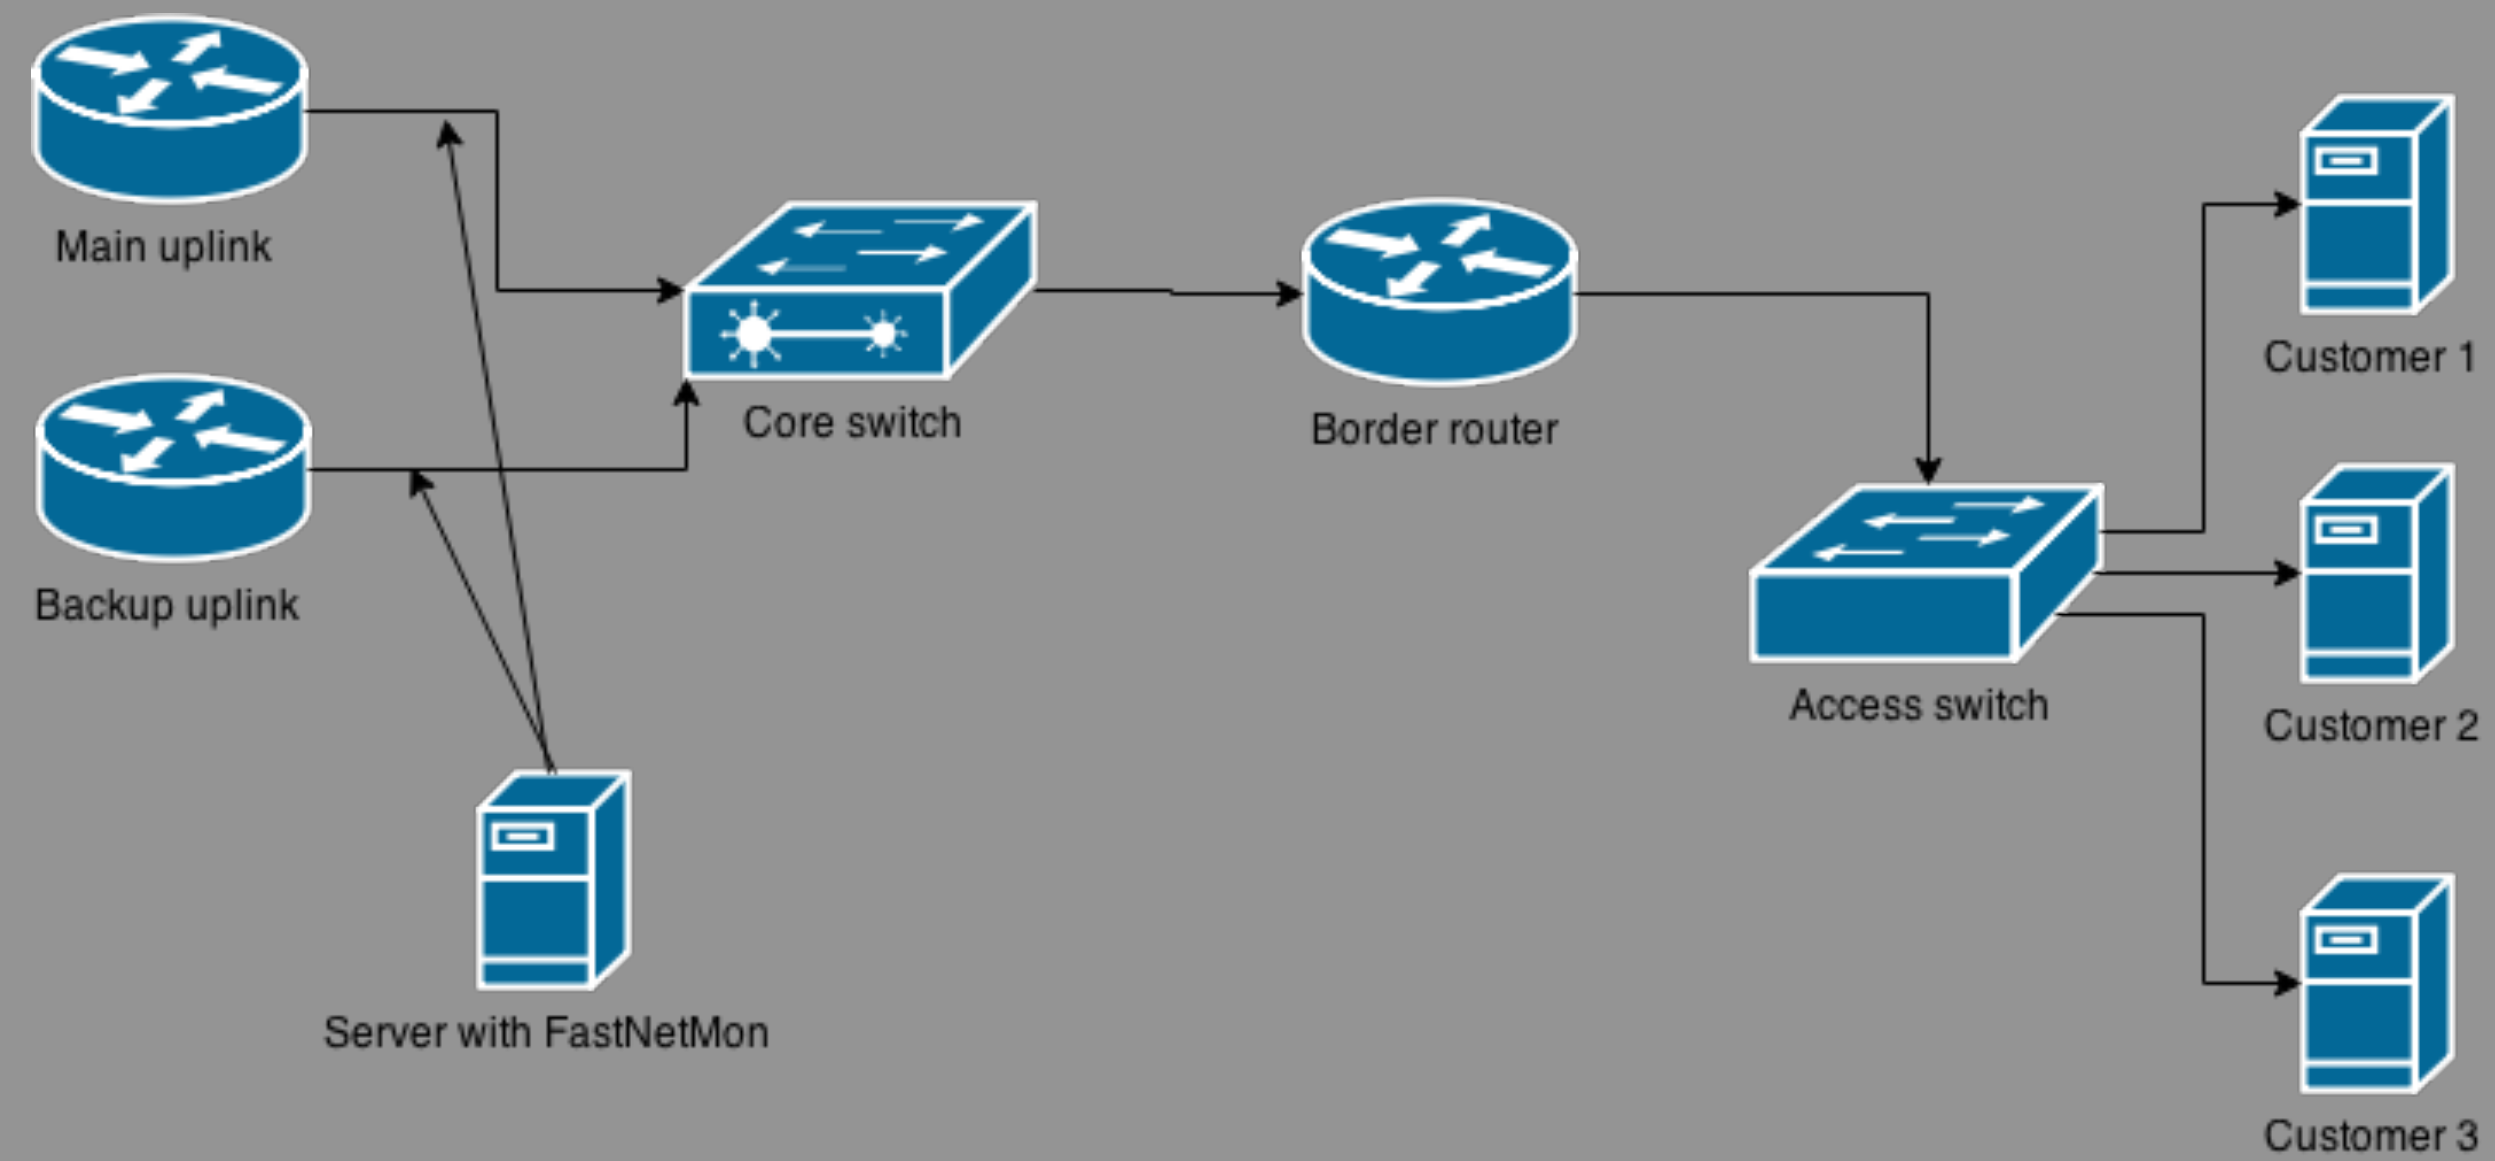 Main uplink
Backup uplink
Server with FastNetMon
Core switch
Border router
Access switch
Customer 1
Customer 2
Customer 3